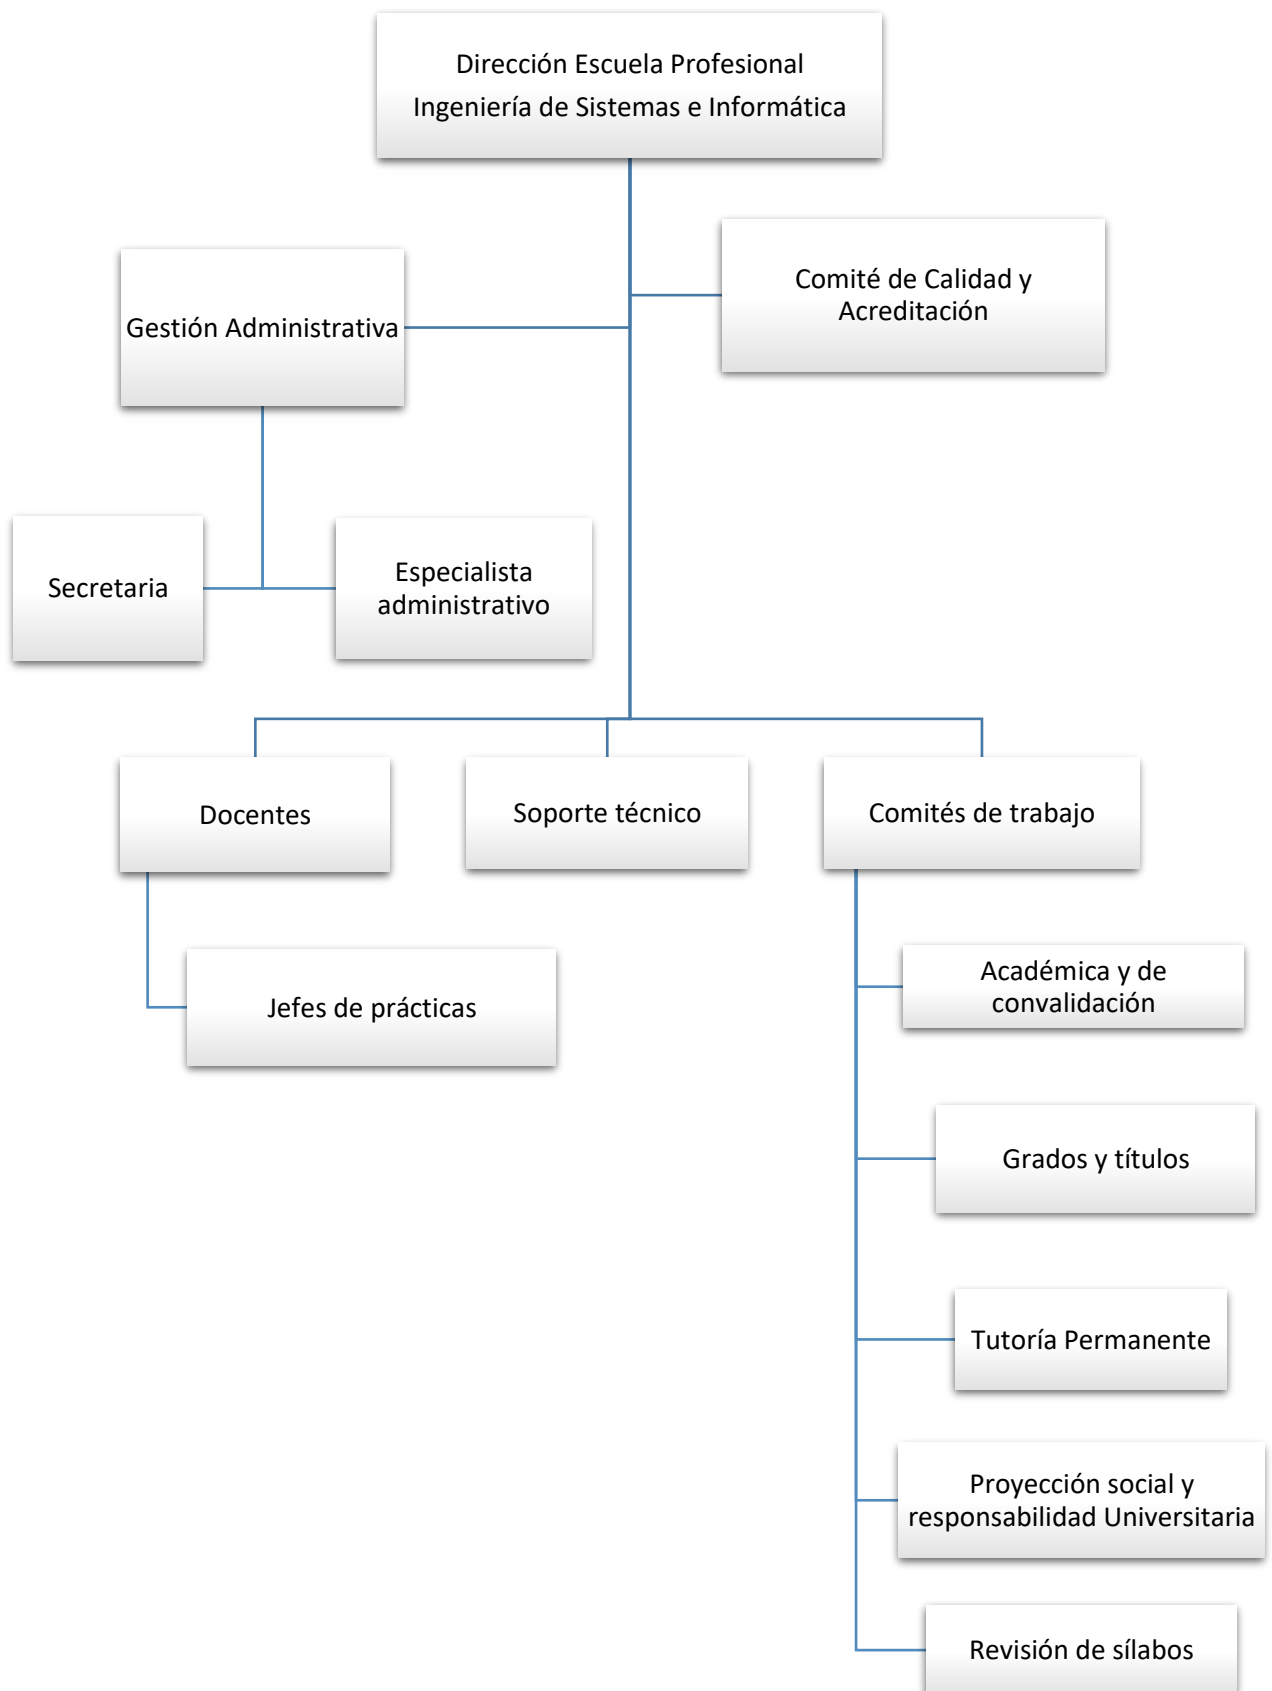 Dirección Escuela Profesional
Ingeniería de Sistemas e Informática
Comité de Calidad y
Acreditación
Gestión Administrativa
Secretaria
Especialista
administrativo
Docentes
Soporte técnico
Comités de trabajo
Jefes de prácticas
Académica y de
convalidación
Grados y títulos
Tutoría Permanente
Proyección social y
responsabilidad Universitaria
Revisión de sílabos